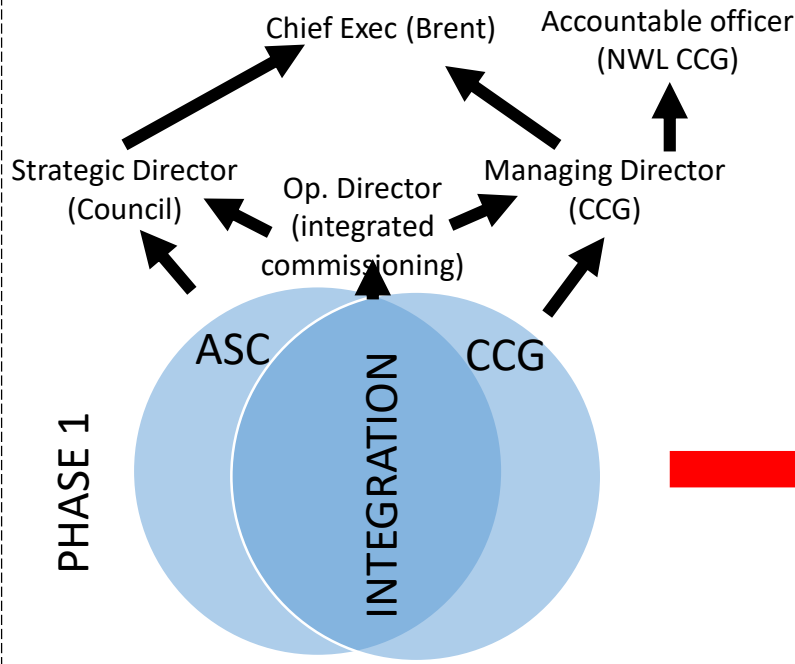 Chief Exec (Brent)
Accountable officer
(NWL CCG)
Strategic Director
(Council)
Op. Director
(integrated
commissioning)
Managing Director
(CCG)
ASC
CCG
INTEGRATION
PHASE 1